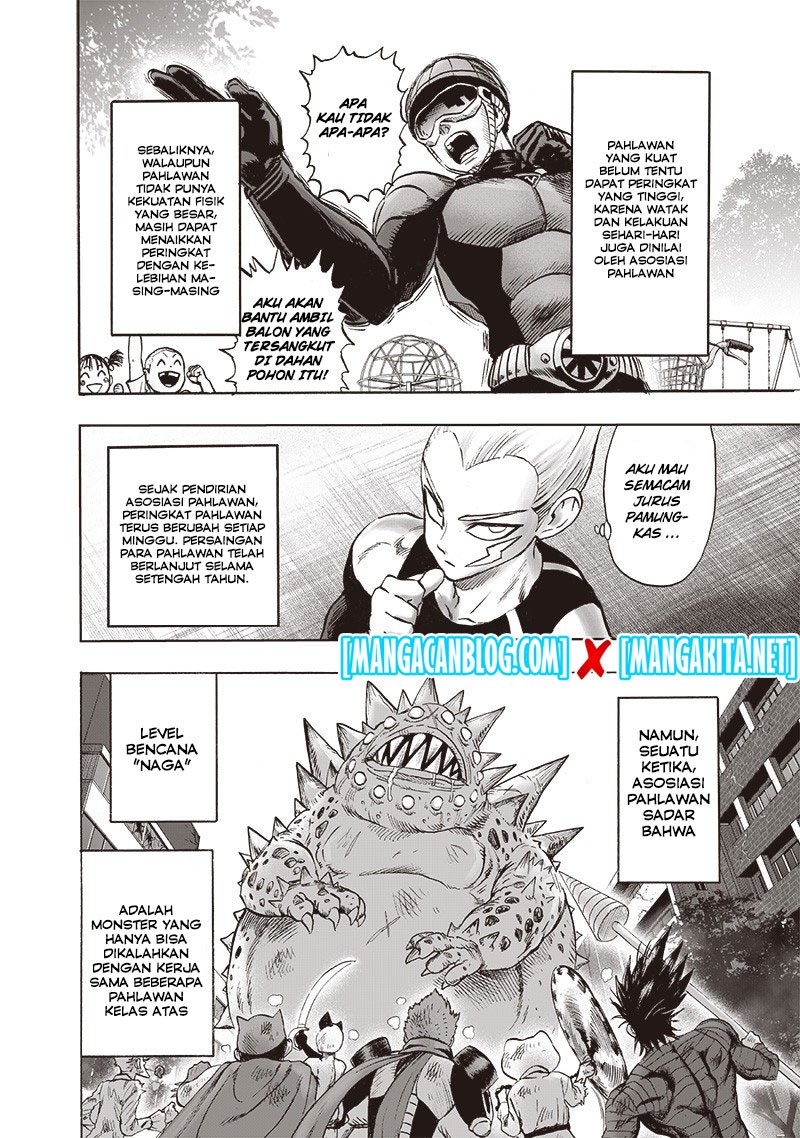 PAHLAWAN
YANG KUAT
BELUM TENTU
DAPAT PERINGKAT
YANG TINGGI,
KARENA WATAK
DAN KELAKUAN
SEHARI-HARI
JUGA DINILAI
OLEH ASOSIASI
PAHLAWAN
APA
KAU TIDAK
APA-APA?
AKU AKAN
BANTU AMBIL
BALON YANG
TERSANGKUT
DI DAHAN
POHON ITU!
SEBALIKNYA,
WALAUPUN
PAHLAWAN
TIDAK PUNYA
KEKUATAN FISIK
YANG BESAR,
MASIH DAPAT
MENAIKKAN
PERINGKAT
DENGAN KE-
LEBIHAN MA-
SING-MASING
AKU MAU
SEMACAM
JURUS
PAMUNG-
KAS ...
SEJAK PENDIRIAN
ASOSIASI PAHLAWAN,
PERINGKAT PAHLAWAN
TERUS BERUBAH SETIAP
MINGGU. PERSAINGAN
PARA PAHLAWAN TELAH
BERLANJUT SELAMA
SETENGAH TAHUN.
[MANGACANBLOG.COM] X [MANGAKITA.NET]
NAMUN,
SEUATU
KETIKA,
ASOSIASI
PAHLAWAN
SADAR
BAHWA
LEVEL
BENCANA
"NAGA"
ADALAH
MONSTER YANG
HANYA BISA
DIKALAHKAN
DENGAN KERJA
SAMA BEBERAPA
PAHLAWAN
KELAS ATAS